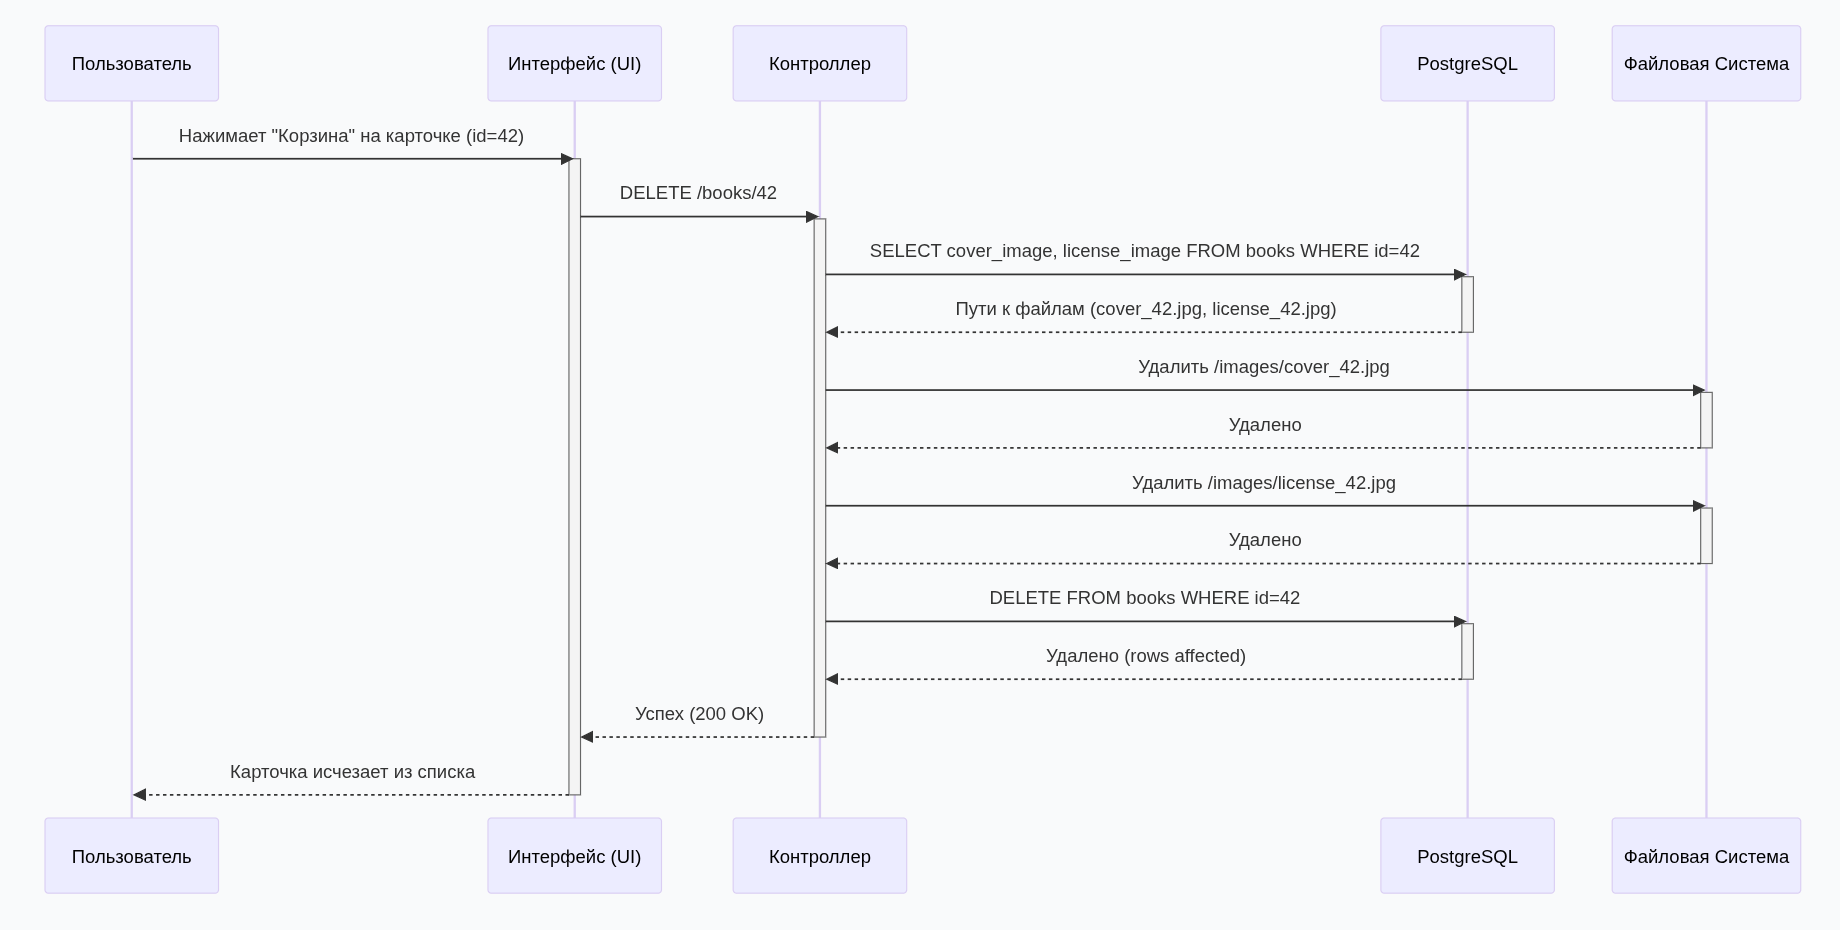 Пользователь
Интерфейс (UI)
Контроллер
PostgreSQL
Файловая Система
Нажимает "Корзина" на карточке (id=42)
DELETE /books/42
SELECT cover_image, license_image FROM books WHERE id=42
Пути к файлам (cover_42.jpg, license_42.jpg)
Удалить /images/cover_42.jpg
Удалено
Удалить /images/license_42.jpg
Удалено
DELETE FROM books WHERE id=42
Удалено (rows affected)
Успех (200 OK)
Карточка исчезает из списка
Пользователь
Интерфейс (UI)
Контроллер
PostgreSQL
Файловая Система